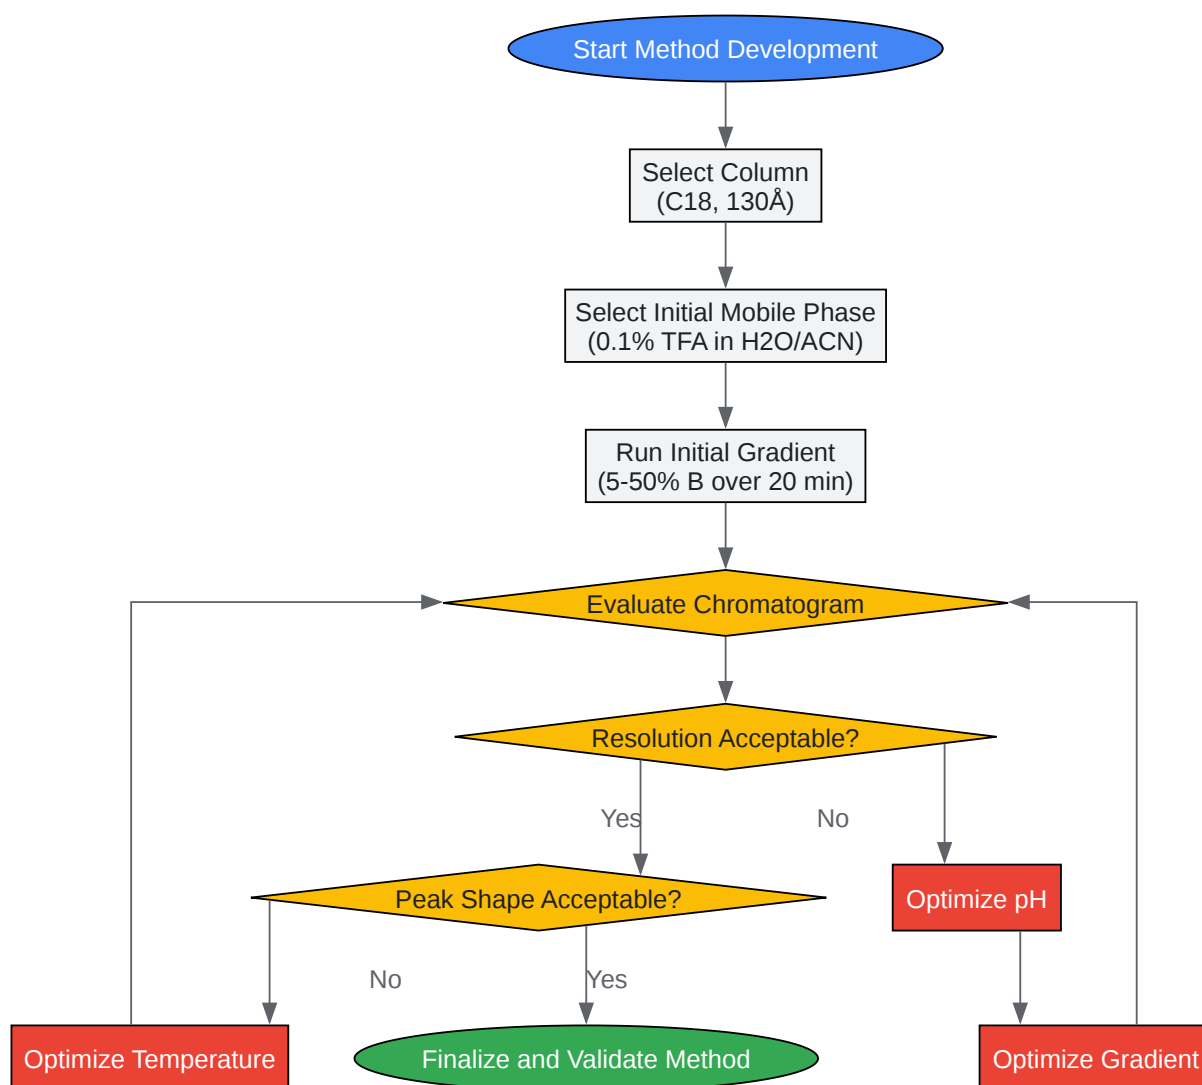 Start Method Development
Select Column
(C18, 130Å)
Select Initial Mobile Phase
(0.1% TFA in H2O/ACN)
Run Initial Gradient
(5-50% B over 20 min)
Evaluate Chromatogram
Resolution Acceptable?
Yes
No
Peak Shape Acceptable?
Optimize pH
No
Yes
Optimize Temperature
Finalize and Validate Method
Optimize Gradient